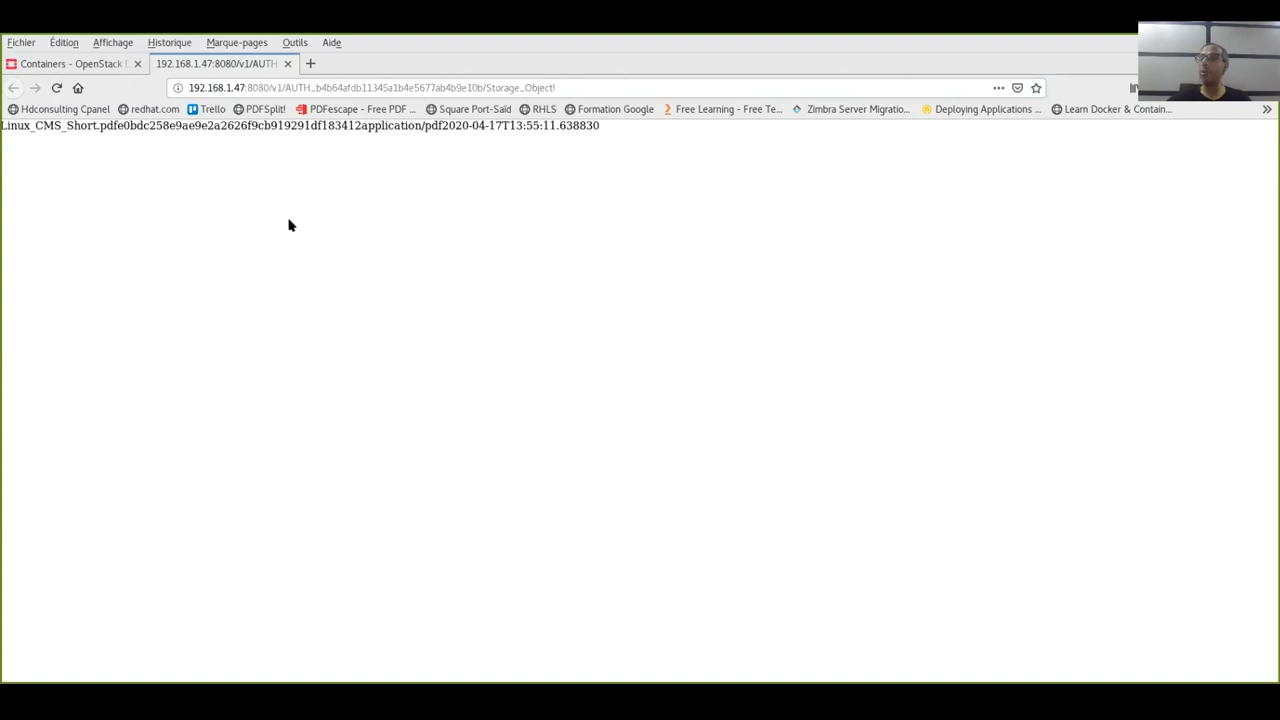 Fichier Édition Affichage Historique Marque-pages Outils Aide
Containers - OpenStack 192.168.1.47:8080/v1/AUTH
192.168.1.47:8080/v1/AUTH_b4b64afdb11345a1b4e5677ab4b9e10b/Storage_Object!
Hdconsulting Cpanel redhat.com Trello PDFSplit! PDFescape - Free PDF ... Square Port-Saïd RHLS Formation Google Free Learning - Free Te... Zimbra Server Migratio... Deploying Applications ... Learn Docker & Contain...
Linux_CMS_Short.pdfe0bdc258e9ae9e2a2626f9cb919291df183412application/pdf2020-04-17T13:55:11.638830